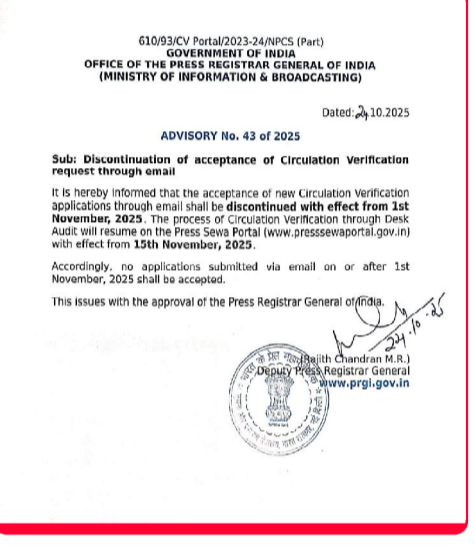 610/93/CV Portal/2023-24/NPCS (Part)
GOVERNMENT OF INDIA
OFFICE OF THE PRESS REGISTRAR GENERAL OF INDIA
(MINISTRY OF INFORMATION & BROADCASTING)
Dated:24.10.2025
ADVISORY No. 43 of 2025
Sub: Discontinuation of acceptance of Circulation Verification
request through email
It is hereby informed that the acceptance of new Circulation Verification
applications through email shall be discontinued with effect from 1st
November, 2025. The process of Circulation Verification through Desk
Audit will resume on the Press Sewa Portal (www.presssewaportal.gov.in)
with effect from 15th November, 2025.
Accordingly, no applications submitted via email on or after 1st
November, 2025 shall be accepted.
This issues with the approval of the Press Registrar General of India.
24.10.25
(Rajith Chandran M.R.)
Deputy Press Registrar General
www.prgi.gov.in